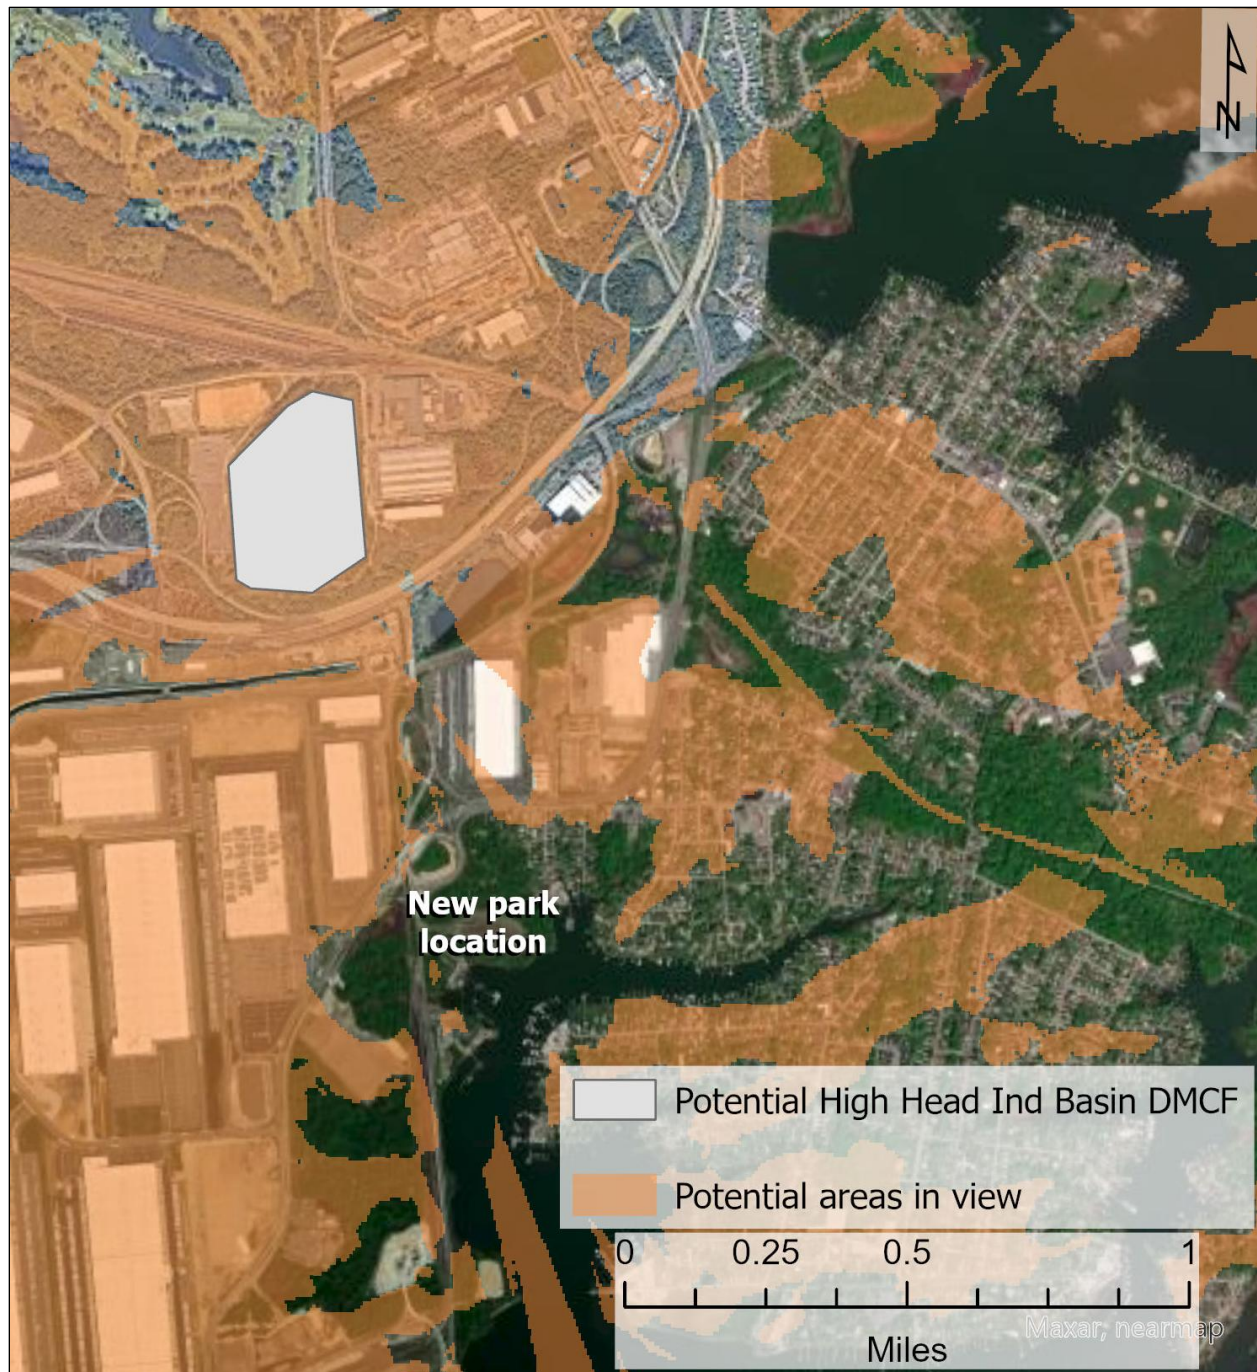 N
New park
location
Potential High Head Ind Basin DMCF
Potential areas in view
0 0.25 0.5 1
Miles
Maxar, nearmap